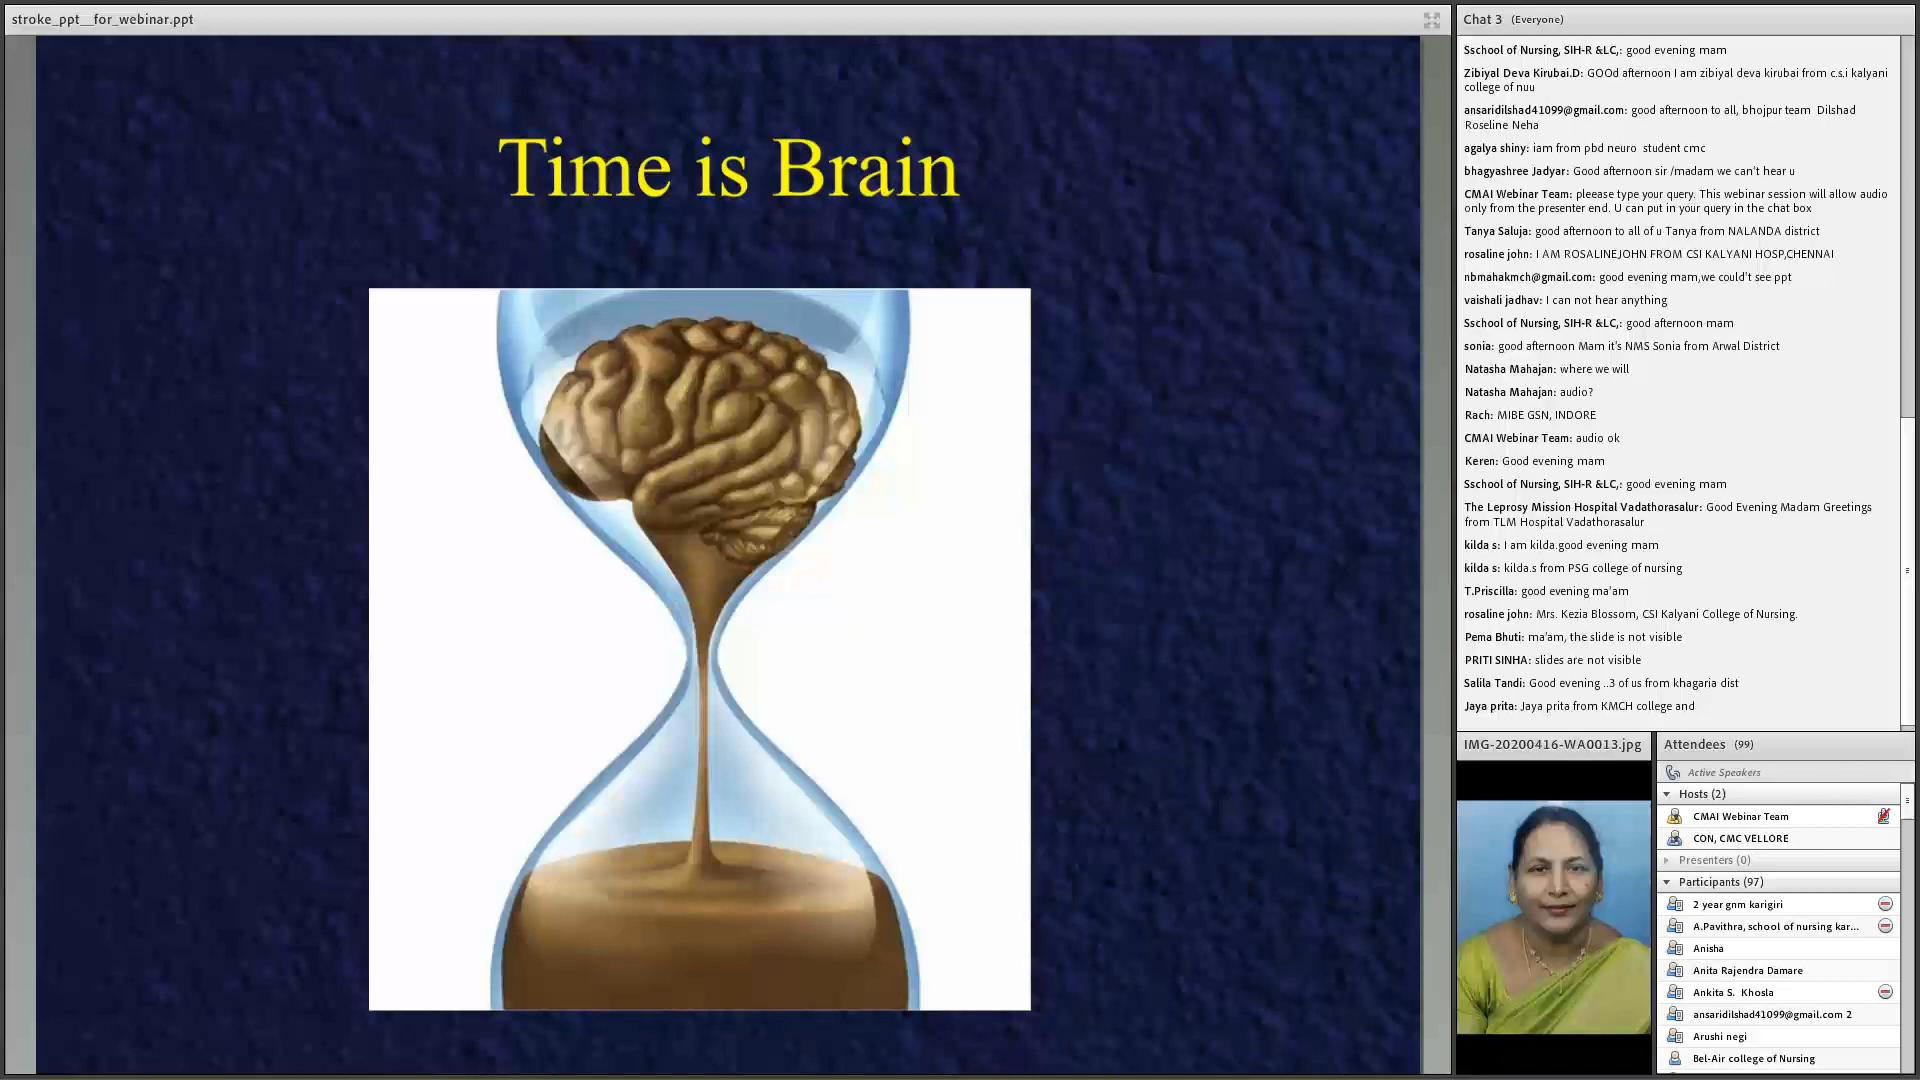 stroke_ppt__for_webinar.ppt
Time is Brain
Chat 3 (Everyone)
Sschool of Nursing, SIH-R &LC,: good evening mam
Zibiyal Deva Kirubai.D: GOOd afternoon I am zibiyal deva kirubai from c.s.i kalyani
college of nuu
ansaridilshad41099@gmail.com: good afternoon to all, bhojpur team Dilshad
Roseline Neha
agalya shiny: iam from pbd neuro student cmc
bhagyashree Jadyar: Good afternoon sir /madam we can't hear u
CMAI Webinar Team: pleease type your query. This webinar session will allow audio
only from the presenter end. U can put in your query in the chat box
Tanya Saluja: good afternoon to all of u Tanya from NALANDA district
rosaline john: I AM ROSALINEJOHN FROM CSI KALYANI HOSP,CHENNAI
nbmahakmch@gmail.com: good evening mam,we could't see ppt
vaishali jadhav: I can not hear anything
Sschool of Nursing, SIH-R &LC,: good afternoon mam
sonia: good afternoon Mam it's NMS Sonia from Arwal District
Natasha Mahajan: where we will
Natasha Mahajan: audio?
Rach: MIBE GSN, INDORE
CMAI Webinar Team: audio ok
Keren: Good evening mam
Sschool of Nursing, SIH-R &LC,: good evening mam
The Leprosy Mission Hospital Vadathorasalur: Good Evening Madam Greetings
from TLM Hospital Vadathorasalur
kilda s: I am kilda.good evening mam
kilda s: kilda.s from PSG college of nursing
T.Priscilla: good evening ma'am
rosaline john: Mrs. Kezia Blossom, CSI Kalyani College of Nursing.
Pema Bhuti: ma'am, the slide is not visible
PRITI SINHA: slides are not visible
Salila Tandi: Good evening ..3 of us from khagaria dist
Jaya prita: Jaya prita from KMCH college and
IMG-20200416-WA0013.jpg
Attendees (99)
Active Speakers
Hosts (2)
CMAI Webinar Team
CON, CMC VELLORE
Presenters (0)
Participants (97)
2 year gnm karigiri
A.Pavithra, school of nursing kar...
Anisha
Anita Rajendra Damare
Ankita S. Khosla
ansaridilshad41099@gmail.com 2
Arushi negi
Bel-Air college of Nursing